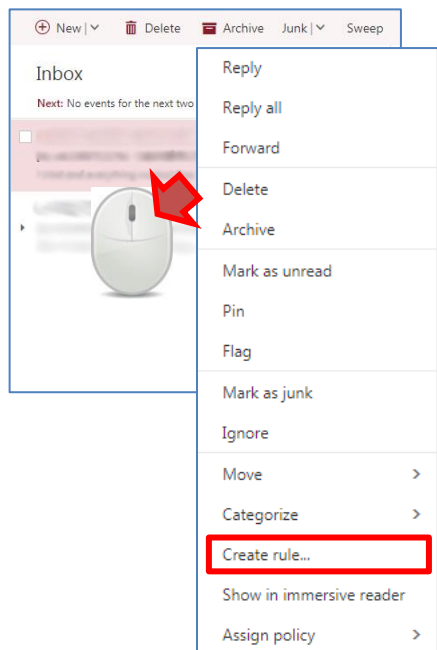 New
Delete
Archive
Junk
Sweep
Inbox
Next: No events for the next two
Reply
Reply all
Forward
Delete
Archive
Mark as unread
Pin
Flag
Mark as junk
Ignore
Move
Categorize
Create rule...
Show in immersive reader
Assign policy